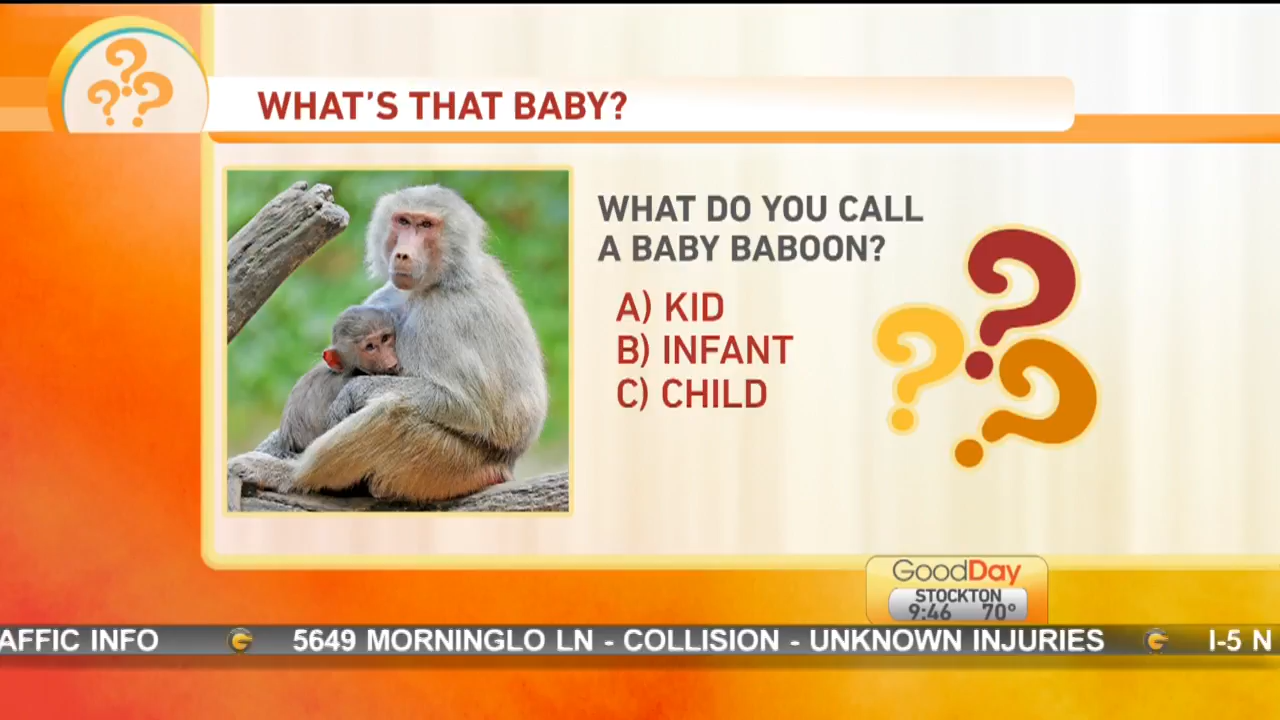 WHAT'S THAT BABY?
WHAT DO YOU CALL
A BABY BABOON?
A) KID
B) INFANT
C) CHILD
GoodDay
STOCKTON
9:46 70°
AFFIC INFO 5649 MORNINGLO LN - COLLISION - UNKNOWN INJURIES I-5 N